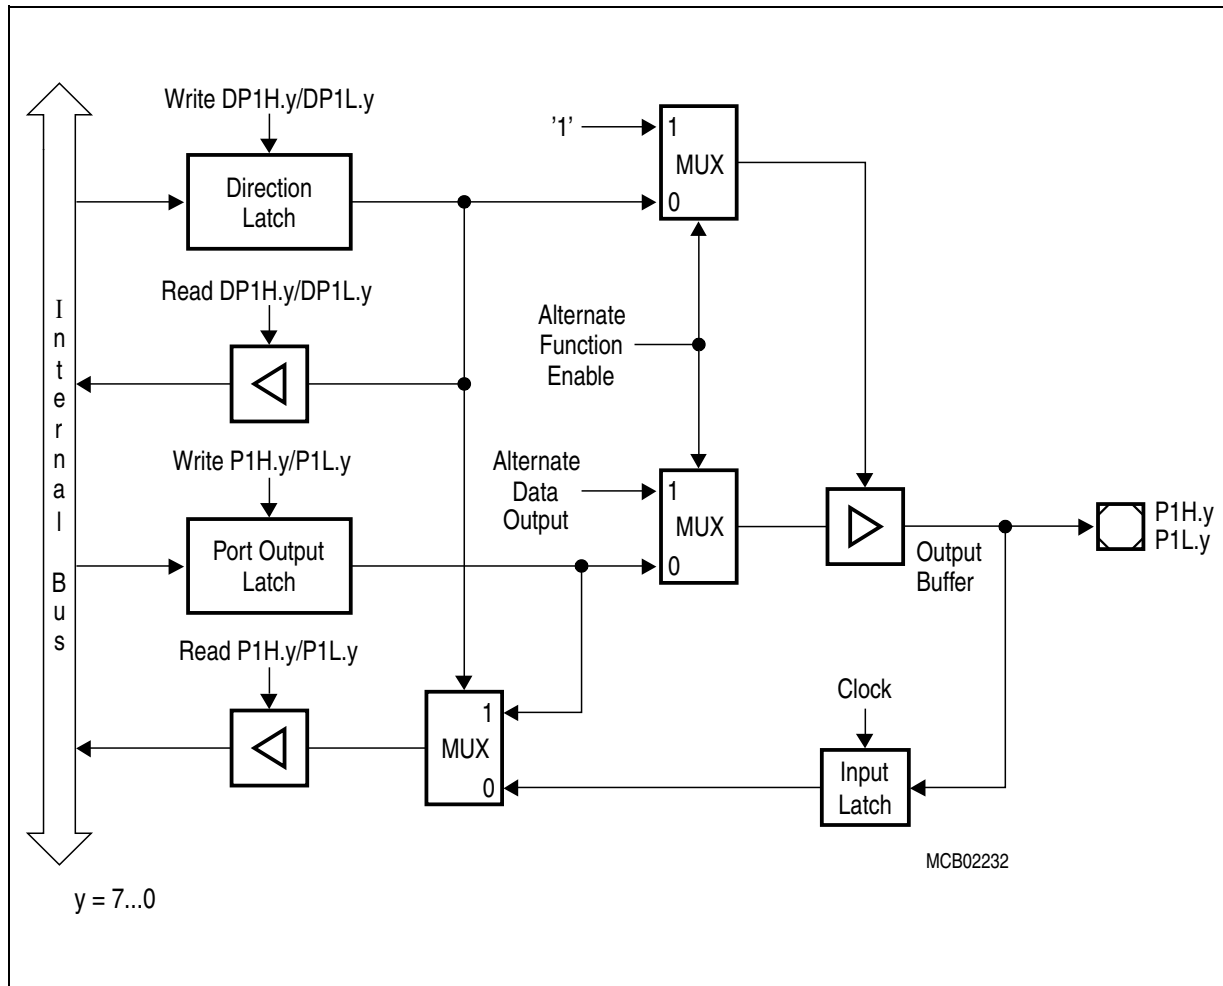 Write DP1H.y/DP1L.y
'1'
1
MUX
0
Direction
Latch
Read DP1H.y/DP1L.y
Internal Bus
Alternate
Function
Enable
Write P1H.y/P1L.y
Alternate
Data
Output
1
MUX
0
Port Output
Latch
Output
Buffer
P1H.y
P1L.y
Read P1H.y/P1L.y
1
MUX
0
Clock
Input
Latch
MCB02232
y = 7...0